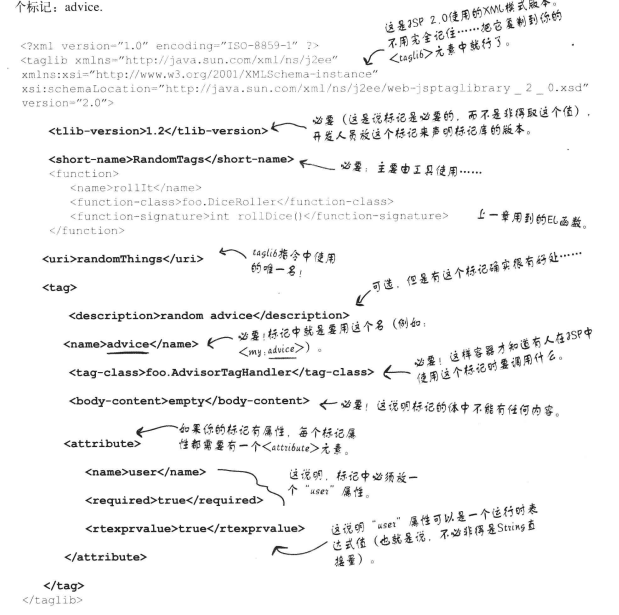 个标记：advice.
这是JSP 2.0使用的XML模式版本。
不用完全记住……把它复制到你的
<taglib>元素中就行了。
<?xml version="1.0" encoding="ISO-8859-1" ?>
<taglib xmlns="http://java.sun.com/xml/ns/j2ee"
xmlns:xsi="http://www.w3.org/2001/XMLSchema-instance"
xsi:schemaLocation="http://java.sun.com/xml/ns/j2ee/web-jsptaglibrary_2_0.xsd"
version="2.0">
必要（这是说标记是必要的，而不是非得取这个值），
<tlib-version>1.2</tlib-version>
开发人员放这个标记来声明标记库的版本。
<short-name>RandomTags</short-name>
必要；主要由工具使用……
<function>
<name>rollIt</name>
<function-class>foo.DiceRoller</function-class>
<function-signature>int rollDice()</function-signature>
上一章用到的EL函数。
</function>
<uri>randomThings</uri>
taglib指令中使用
的唯一名！
<tag>
可选，但是有这个标记确实很有好处……
<description>random advice</description>
<name>advice</name>
必要！标记中就是要用这个名（例如：
<my:advice>）。
<tag-class>foo.AdvisorTagHandler</tag-class>
必要！这样容器才知道有人在JSP中
使用这个标记时要调用什么。
<body-content>empty</body-content>
必要！这说明标记的体中不能有任何内容。
如果你的标记有属性，每个标记属
性都需要有一个<attribute>元素。
<attribute>
<name>user</name>
这说明，标记中必须放一
个“user”属性。
<required>true</required>
<rtexprvalue>true</rtexprvalue>
这说明“user”属性可以是一个运行时表
达式值（也就是说，不必非得是String直
接量）。
</attribute>
</tag>
</taglib>